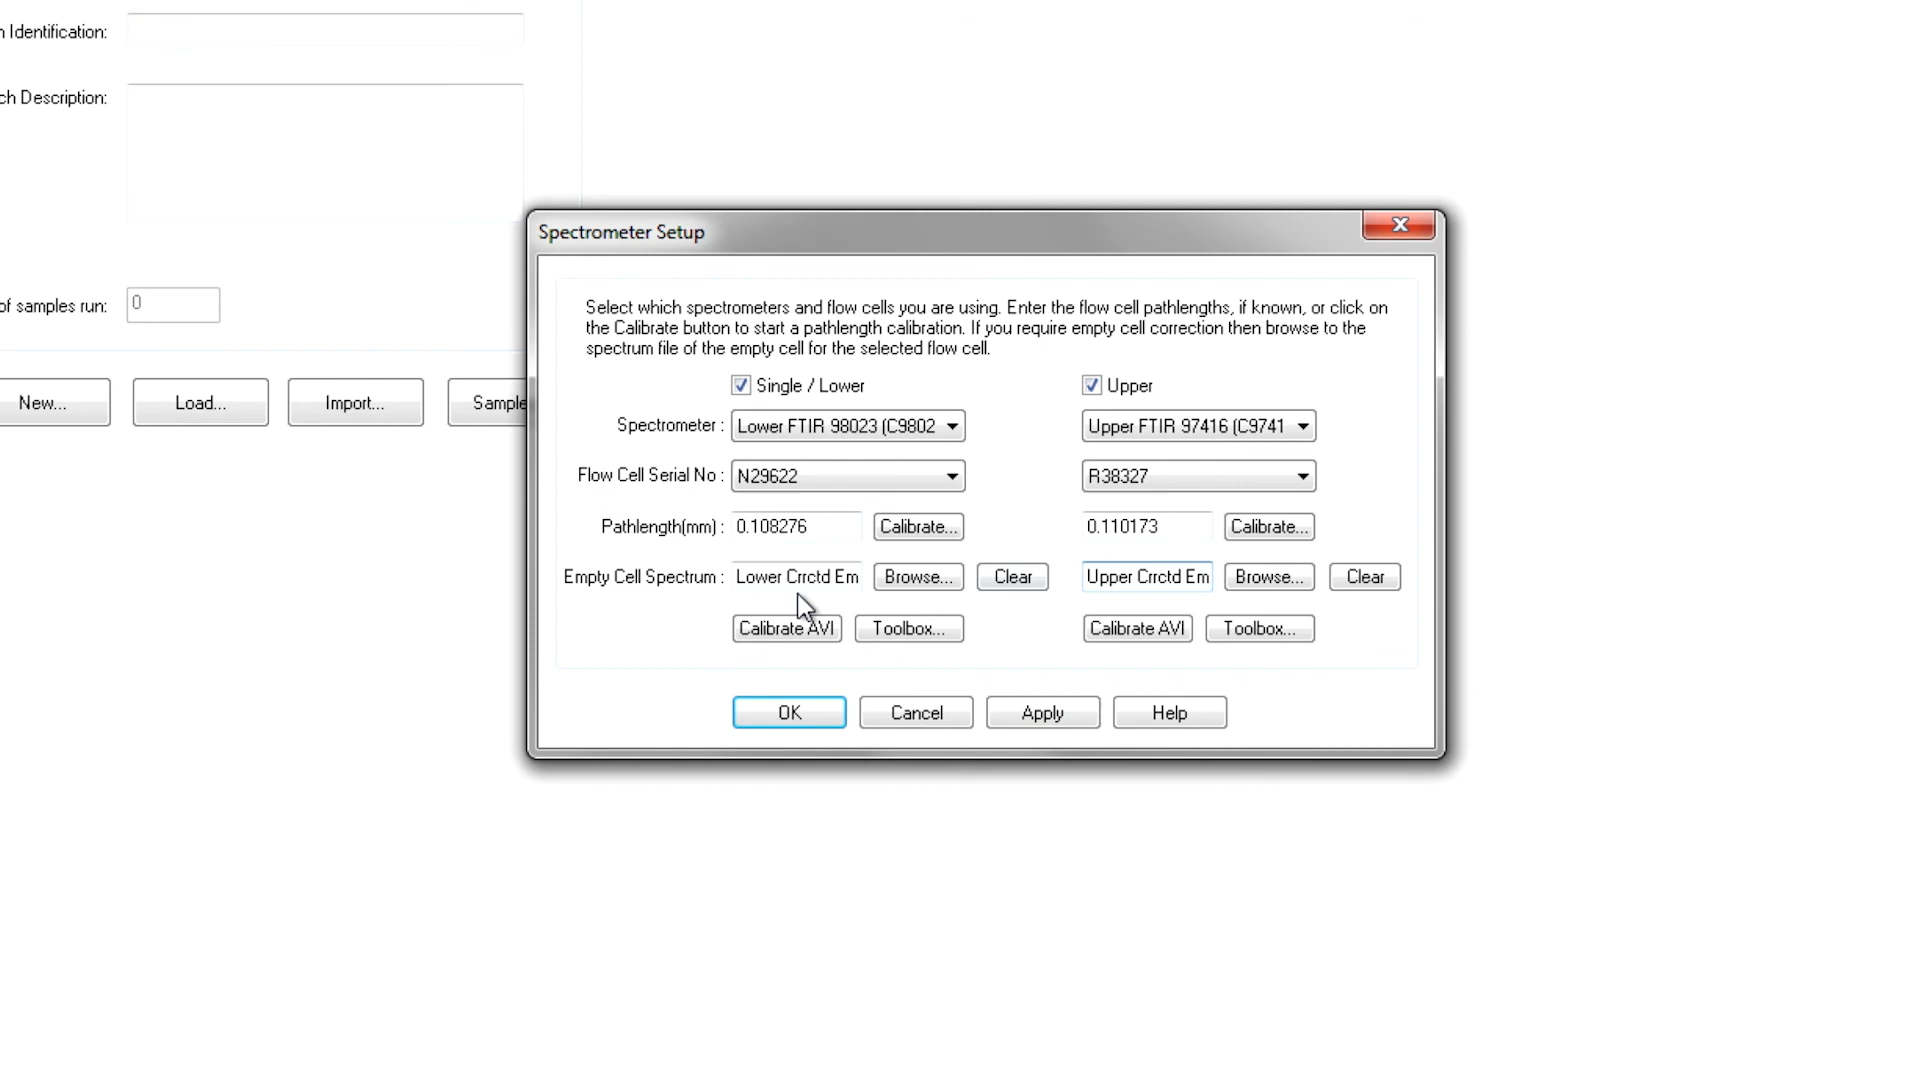 n Identification:
ch Description:
of samples run: 0
New... Load... Import... Sample
Spectrometer Setup
Select which spectrometers and flow cells you are using. Enter the flow cell pathlengths, if known, or click on
the Calibrate button to start a pathlength calibration. If you require empty cell correction then browse to the
spectrum file of the empty cell for the selected flow cell.
Single / Lower Upper
Spectrometer : Lower FTIR 98023 (C9802 Upper FTIR 97416 (C9741
Flow Cell Serial No : N29622 R38327
Pathlength(mm) : 0.108276 Calibrate... 0.110173 Calibrate...
Empty Cell Spectrum : Lower Crrctd Em Browse... Clear Upper Crrctd Em Browse... Clear
Calibrate AVI Toolbox... Calibrate AVI Toolbox...
OK Cancel Apply Help